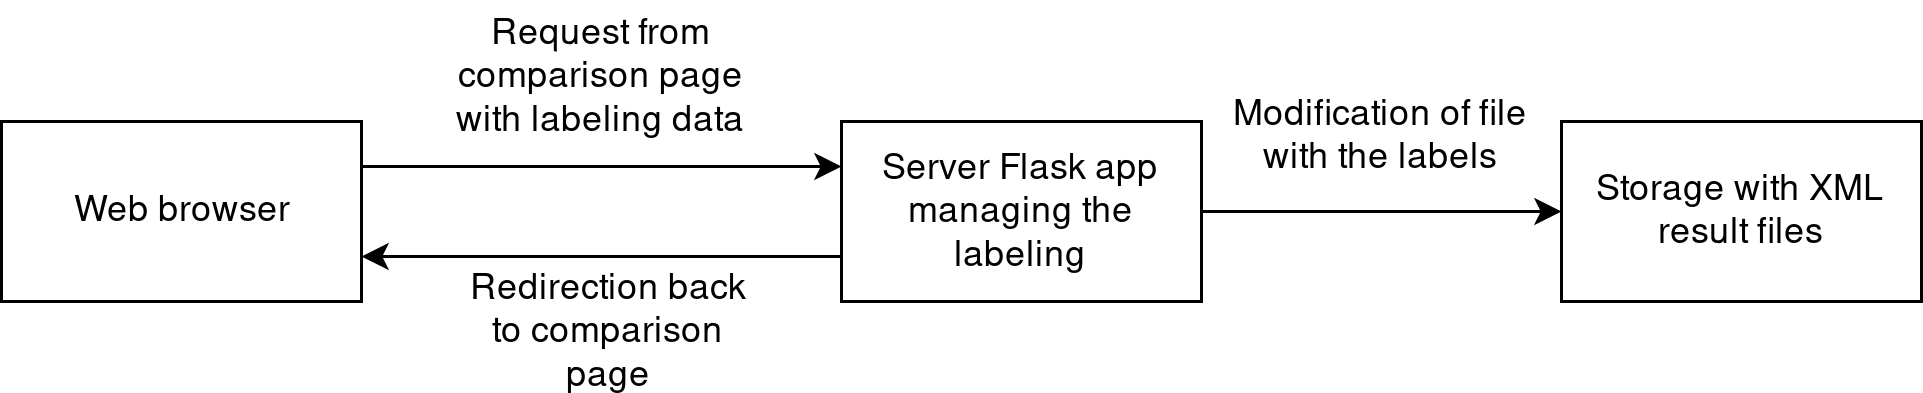 Request from
comparison page
with labeling data
Web browser
Redirection back
to comparison
page
Server Flask app
managing the
labeling
Modification of file
with the labels
Storage with XML
result files